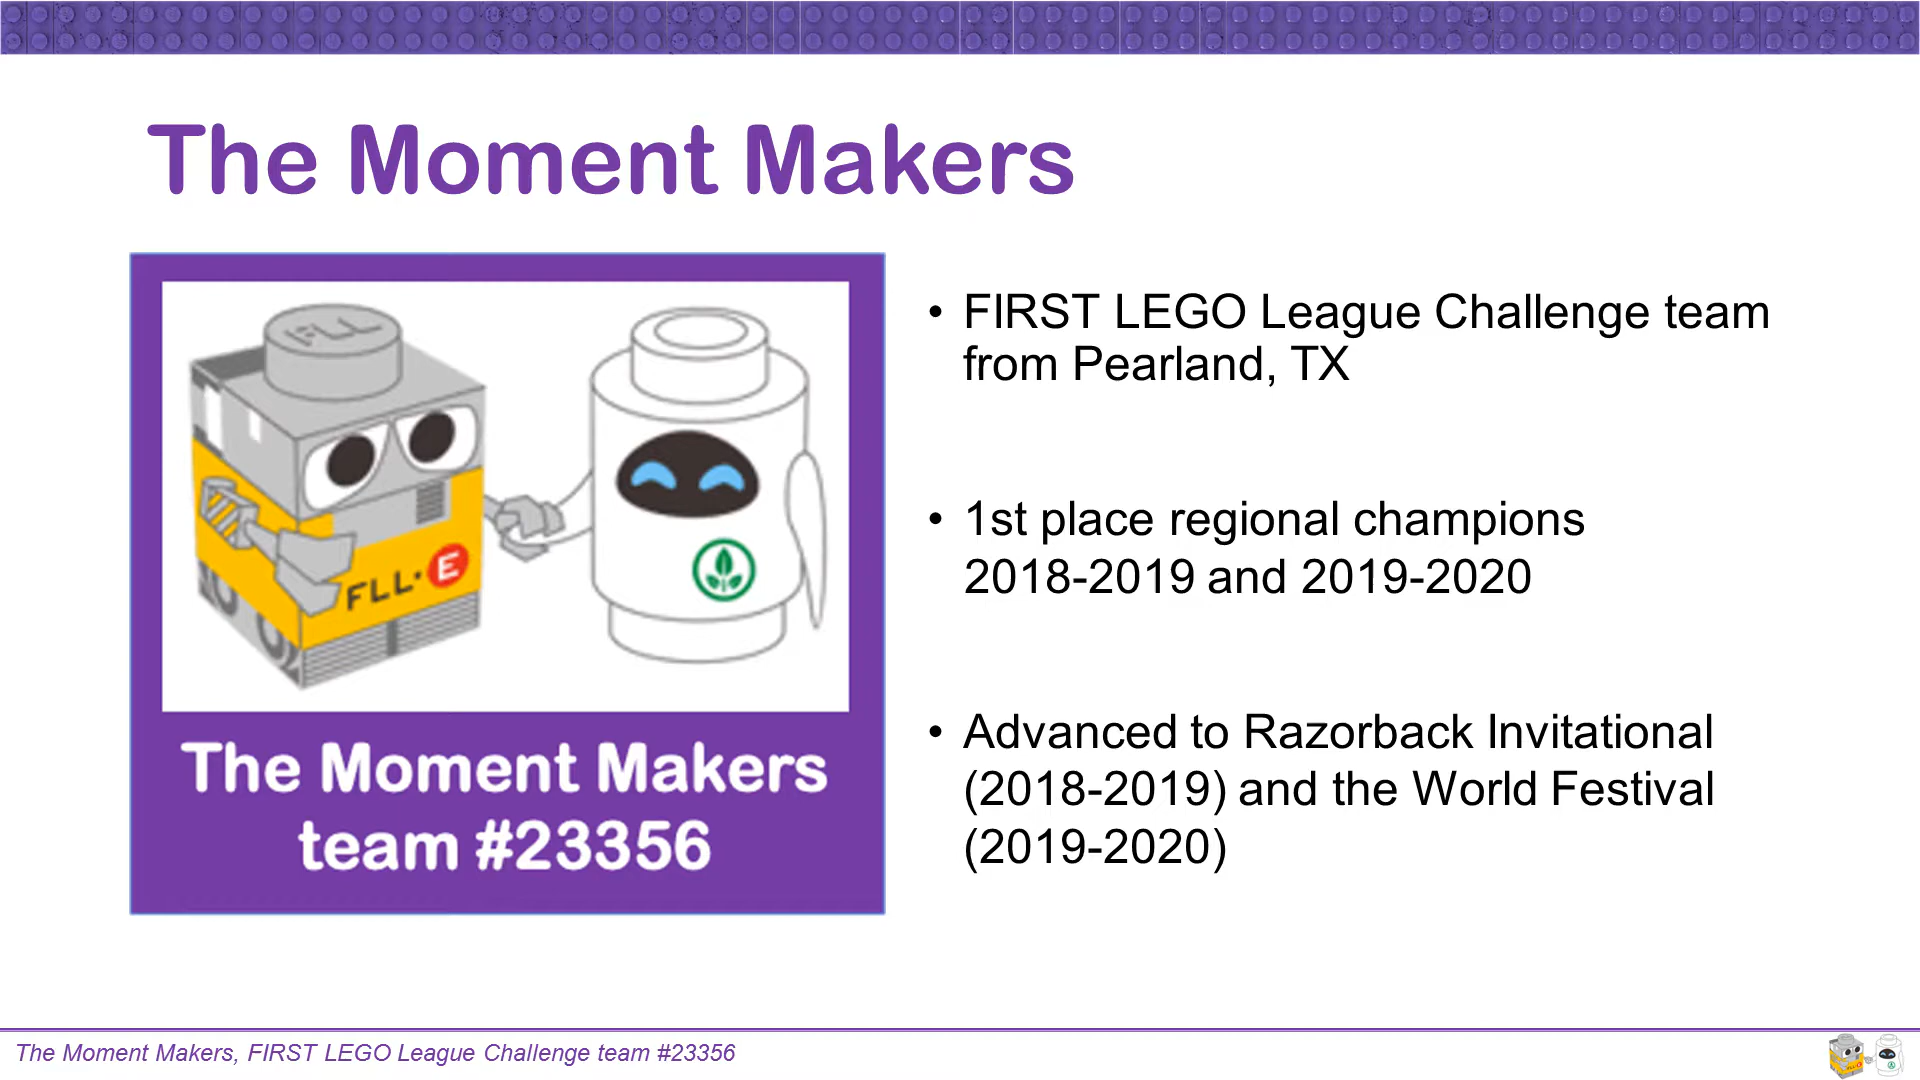 The Moment Makers
FLL
FLL·E
The Moment Makers
team #23356
• FIRST LEGO League Challenge team
from Pearland, TX
• 1st place regional champions
2018-2019 and 2019-2020
• Advanced to Razorback Invitational
(2018-2019) and the World Festival
(2019-2020)
The Moment Makers, FIRST LEGO League Challenge team #23356
FLL·E